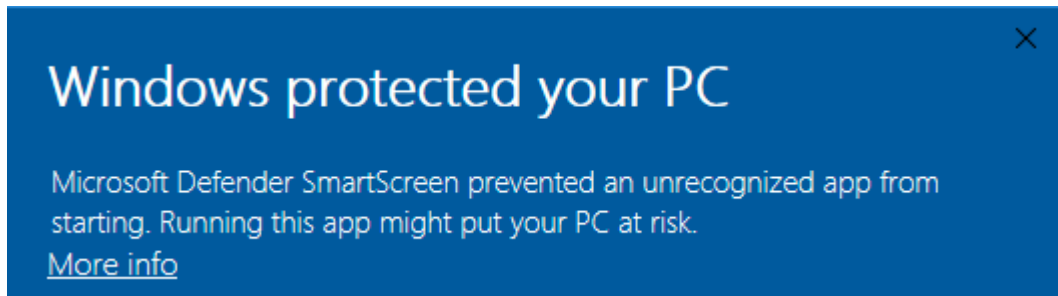 Windows protected your PC
Microsoft Defender SmartScreen prevented an unrecognized app from
starting. Running this app might put your PC at risk.
More info